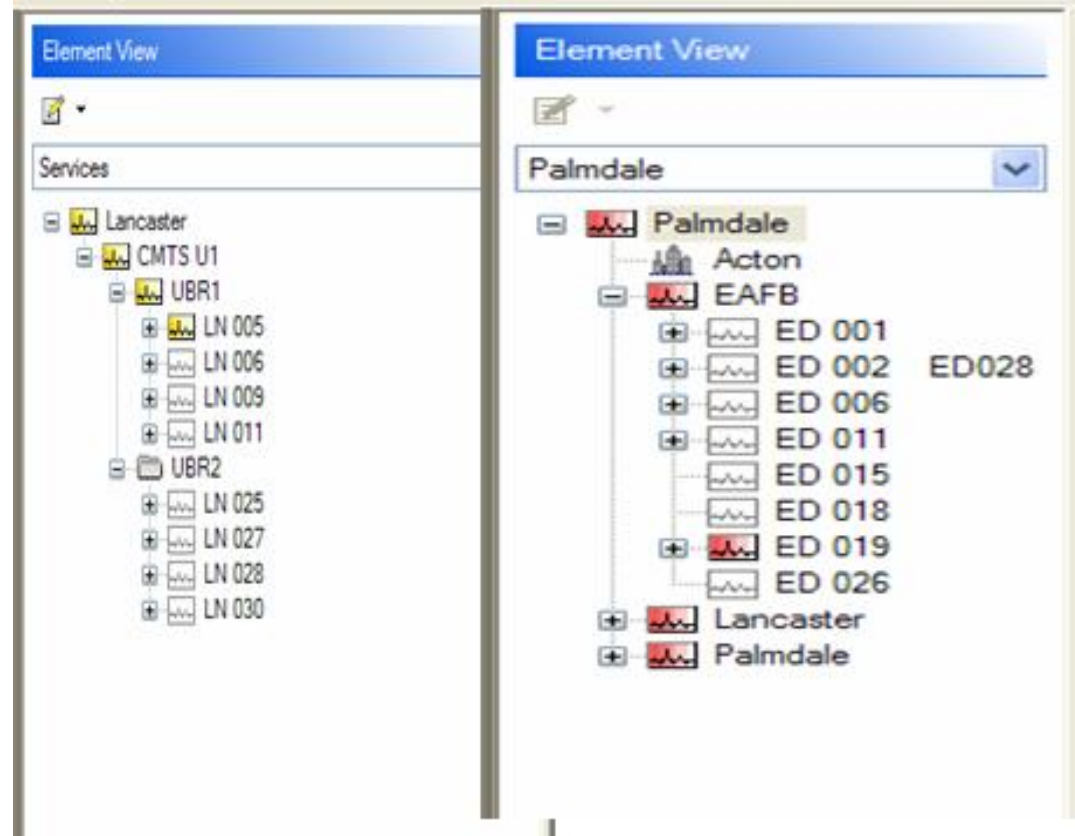 Element View
Services
Lancaster
CMTS U1
UBR1
LN 005
LN 006
LN 009
LN 011
UBR2
LN 025
LN 027
LN 028
LN 030
Element View
Palmdale
Palmdale
Acton
EAFB
ED 001
ED 002 ED028
ED 006
ED 011
ED 015
ED 018
ED 019
ED 026
Lancaster
Palmdale